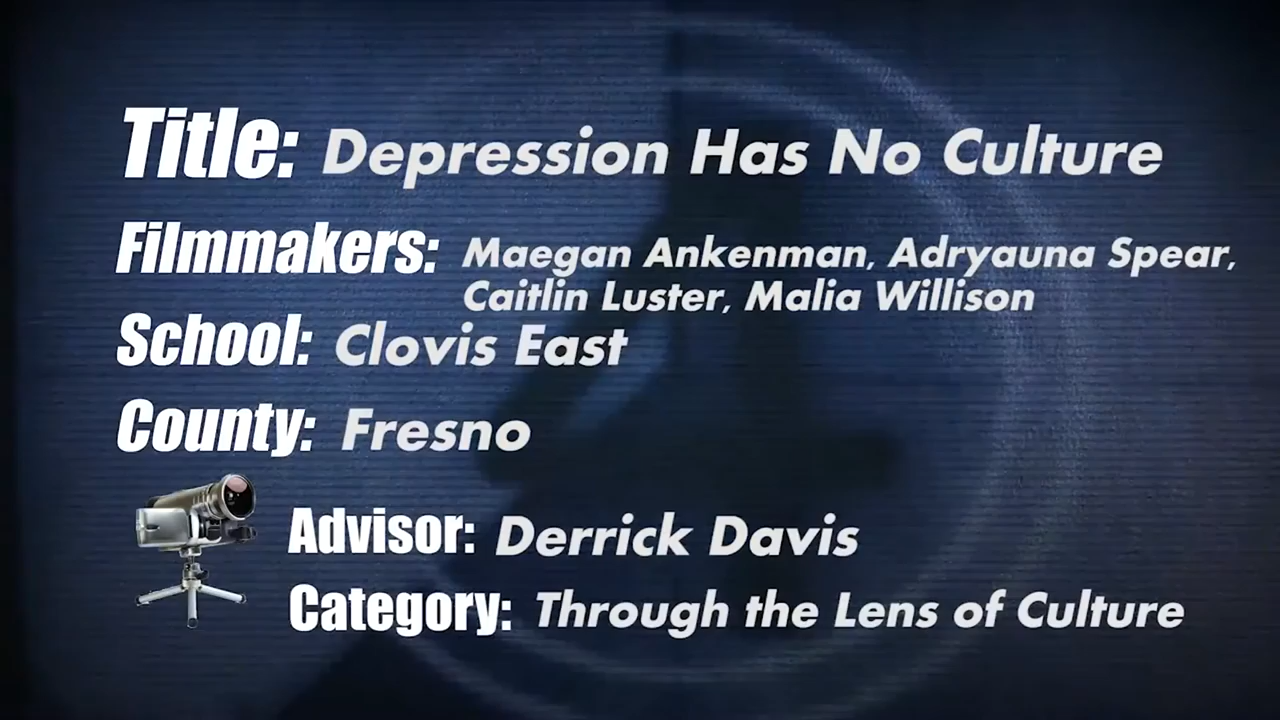 Title: Depression Has No Culture
Filmmakers: Maegan Ankenman, Adryauna Spear,
Caitlin Luster, Malia Willison
School: Clovis East
County: Fresno
Advisor: Derrick Davis
Category: Through the Lens of Culture